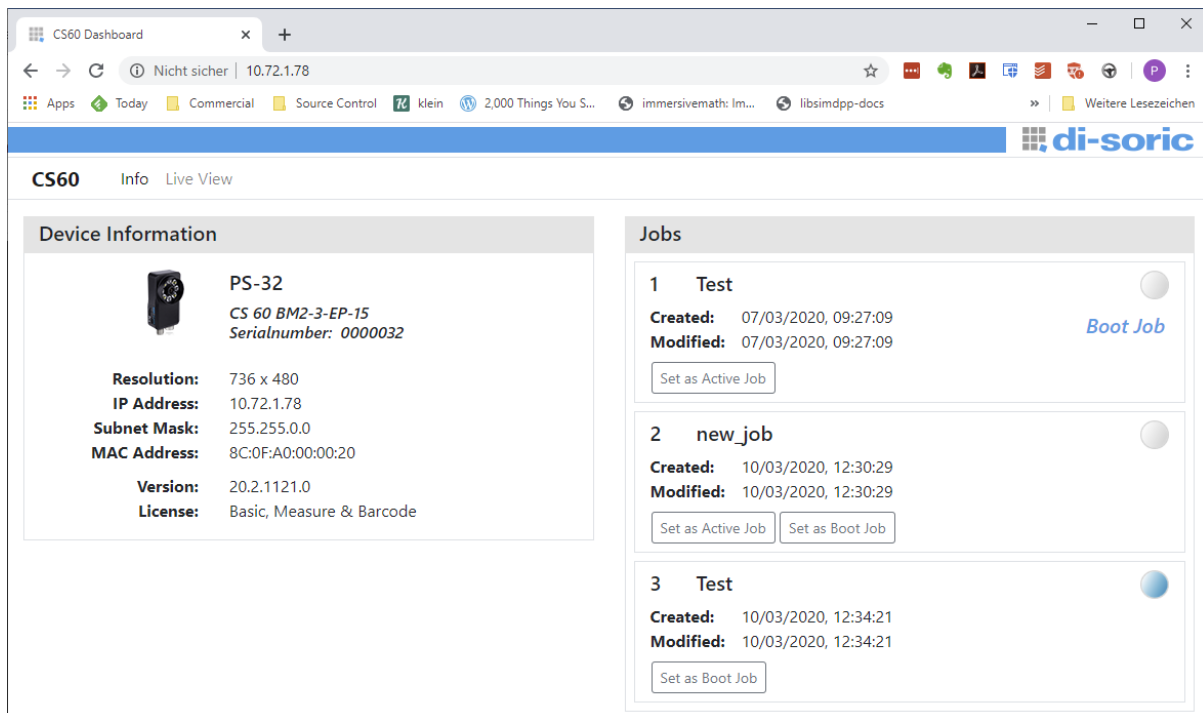 CS60 Dashboard
Nicht sicher | 10.72.1.78
P
Apps Today Commercial Source Control klein 2,000 Things You S... immersivemath: Im... libsimdpp-docs » Weitere Lesezeichen
di-soric
CS60 Info Live View
Device Information
PS-32
CS 60 BM2-3-EP-15
Serialnumber: 0000032
Resolution: 736 x 480
IP Address: 10.72.1.78
Subnet Mask: 255.255.0.0
MAC Address: 8C:0F:A0:00:00:20
Version: 20.2.1121.0
License: Basic, Measure & Barcode
Jobs
1 Test
Created: 07/03/2020, 09:27:09
Boot Job
Modified: 07/03/2020, 09:27:09
Set as Active Job
2 new_job
Created: 10/03/2020, 12:30:29
Modified: 10/03/2020, 12:30:29
Set as Active Job Set as Boot Job
3 Test
Created: 10/03/2020, 12:34:21
Modified: 10/03/2020, 12:34:21
Set as Boot Job